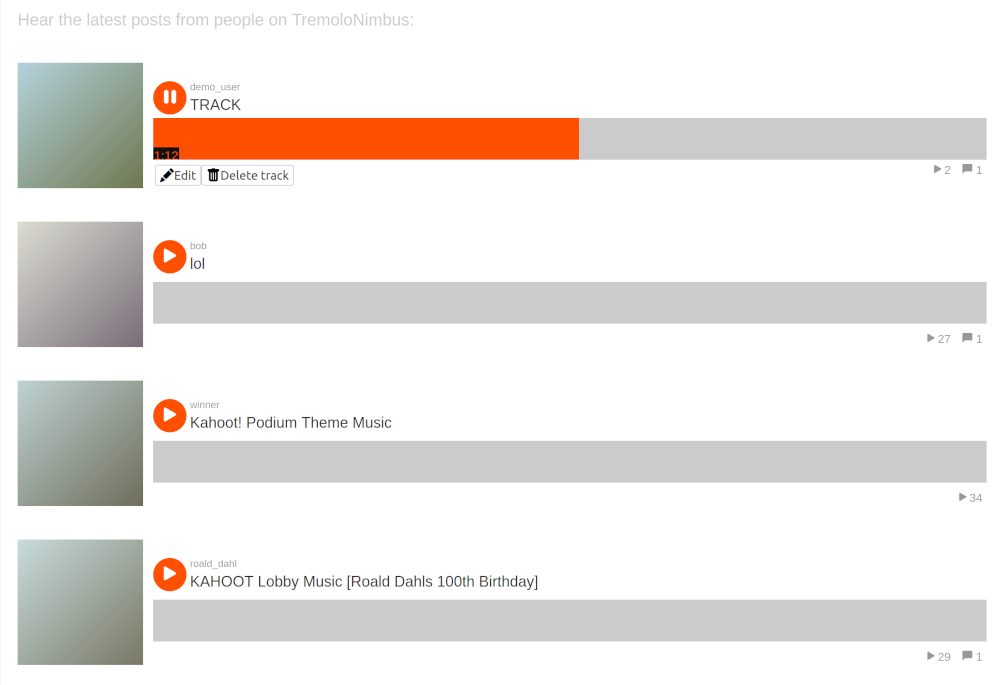 Hear the latest posts from people on TremoloNimbus:
demo_user
TRACK
1:12
Edit Delete track
2 1
bob
lol
27 1
winner
Kahoot! Podium Theme Music
34
roald_dahl
KAHOOT Lobby Music [Roald Dahls 100th Birthday]
29 1